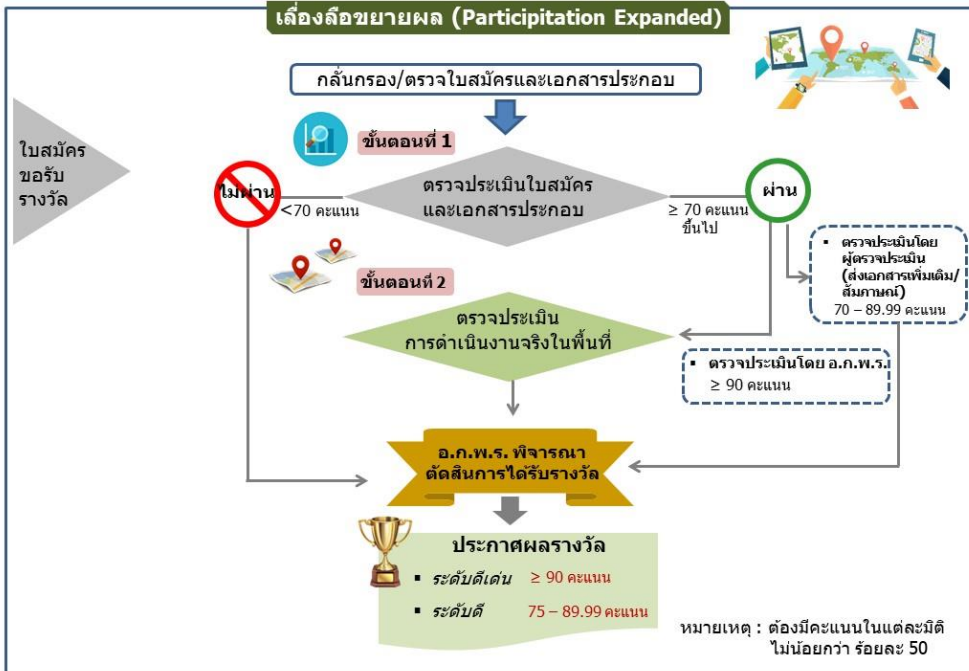 เลื่องลือขยายผล (Participitation Expanded)
กลั่นกรอง/ตรวจใบสมัครและเอกสารประกอบ
ใบสมัคร
ขอรับ
รางวัล
ขั้นตอนที่ 1
ตรวจประเมินใบสมัคร
และเอกสารประกอบ
ไม่ผ่าน
<70 คะแนน
ผ่าน
≥ 70 คะแนน
ขึ้นไป
▪ ตรวจประเมินโดย
ผู้ตรวจประเมิน
(ส่งเอกสารเพิ่มเติม/
สัมภาษณ์)
70 – 89.99 คะแนน
ขั้นตอนที่ 2
ตรวจประเมิน
การดำเนินงานจริงในพื้นที่
▪ ตรวจประเมินโดย อ.ก.พ.ร.
≥ 90 คะแนน
อ.ก.พ.ร. พิจารณา
ตัดสินการได้รับรางวัล
ประกาศผลรางวัล
▪ ระดับดีเด่น ≥ 90 คะแนน
▪ ระดับดี 75 – 89.99 คะแนน
หมายเหตุ : ต้องมีคะแนนในแต่ละมิติ
ไม่น้อยกว่า ร้อยละ 50